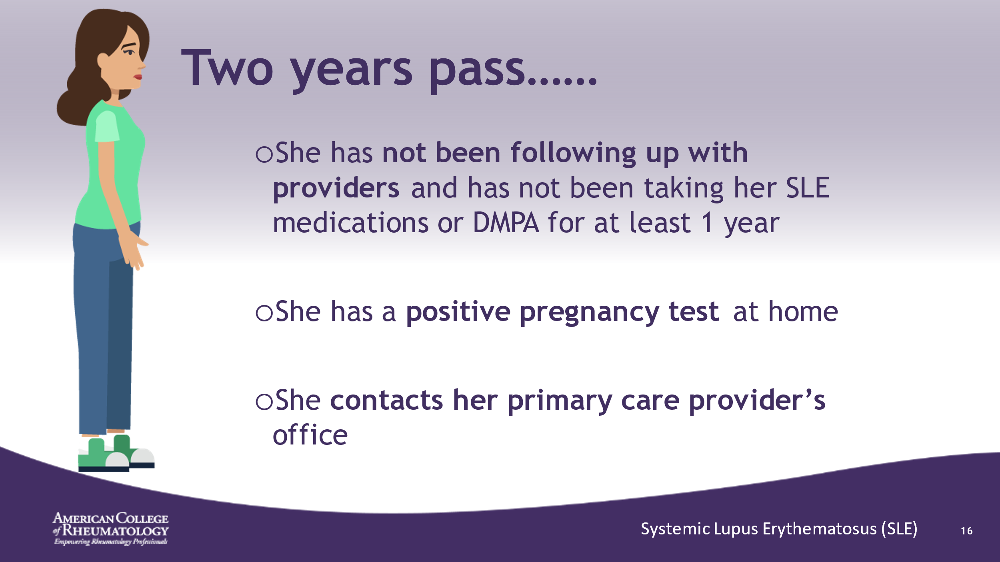 Two years pass……
○She has not been following up with
providers and has not been taking her SLE
medications or DMPA for at least 1 year
○She has a positive pregnancy test at home
○She contacts her primary care provider’s
office
AMERICAN COLLEGE
of RHEUMATOLOGY
Empowering Rheumatology Professionals
Systemic Lupus Erythematosus (SLE) 16